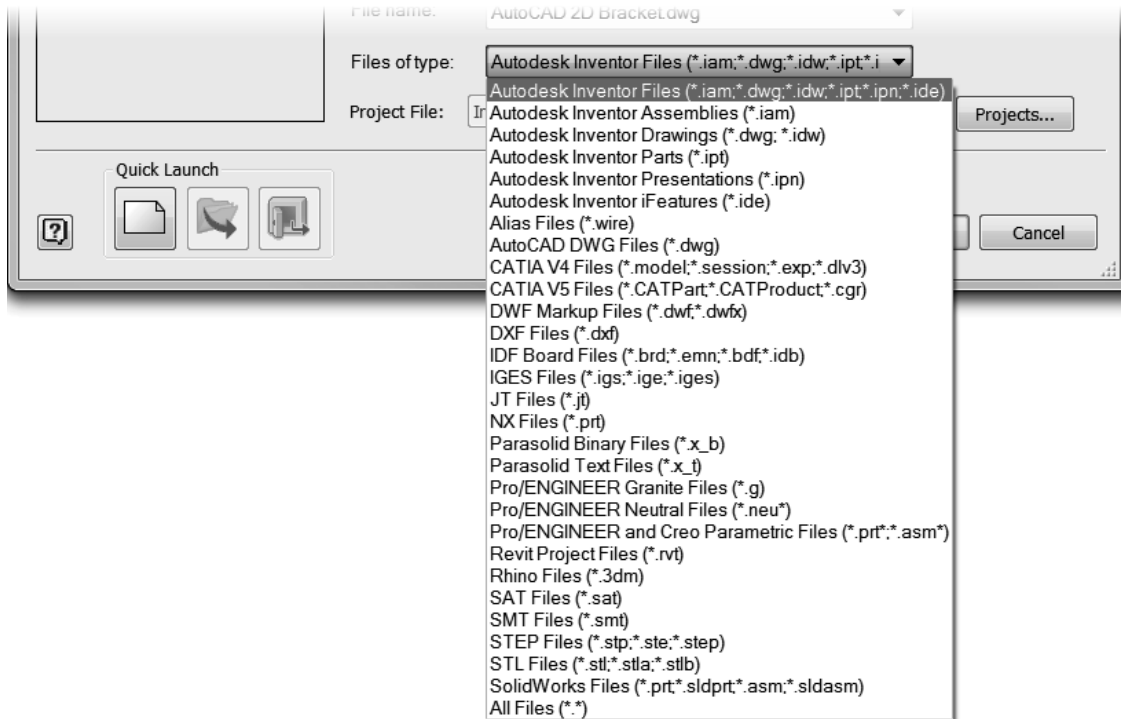 File name: AutoCAD 2D Bracket.dwg
Files of type: Autodesk Inventor Files (*.iam;*.dwg;*.idw;*.ipt;*.i
Autodesk Inventor Files (*.iam;*.dwg;*.idw;*.ipt;*.ipn;*.ide)
Project File: Autodesk Inventor Assemblies (*.iam) Projects...
Autodesk Inventor Drawings (*.dwg; *.idw)
Autodesk Inventor Parts (*.ipt)
Quick Launch
Autodesk Inventor Presentations (*.ipn)
Autodesk Inventor iFeatures (*.ide)
Alias Files (*.wire)
Cancel
AutoCAD DWG Files (*.dwg)
CATIA V4 Files (*.model;*.session;*.exp;*.dlv3)
CATIA V5 Files (*.CATPart;*.CATProduct;*.cgr)
DWF Markup Files (*.dwf;*.dwfx)
DXF Files (*.dxf)
IDF Board Files (*.brd;*.emn;*.bdf;*.idb)
IGES Files (*.igs;*.ige;*.iges)
JT Files (*.jt)
NX Files (*.prt)
Parasolid Binary Files (*.x_b)
Parasolid Text Files (*.x_t)
Pro/ENGINEER Granite Files (*.g)
Pro/ENGINEER Neutral Files (*.neu*)
Pro/ENGINEER and Creo Parametric Files (*.prt*;*.asm*)
Revit Project Files (*.rvt)
Rhino Files (*.3dm)
SAT Files (*.sat)
SMT Files (*.smt)
STEP Files (*.stp;*.ste;*.step)
STL Files (*.stl;*.stla;*.stlb)
SolidWorks Files (*.prt;*.sldprt;*.asm;*.sldasm)
All Files (*.*)